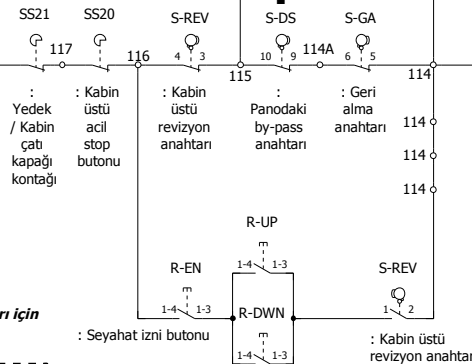 SS21 SS20 S-REV S-DS S-GA
117 116 4 3 115 10 9 114A 6 5 114
:
Yedek
/ Kabin
çatı
kapağı
kontağı
: Kabin
üstü
acil
stop
butonu
: Kabin
üstü
revizyon
anahtarı
:
Panodaki
by-pass
anahtarı
: Geri
alma
anahtarı
114
114
114
R-UP
1-4 1-3
R-EN
1-4 1-3
R-DWN
1-4 1-3
S-REV
1 2
: Seyahat izni butonu
: Kabin üstü
revizyon anahtar
rı için